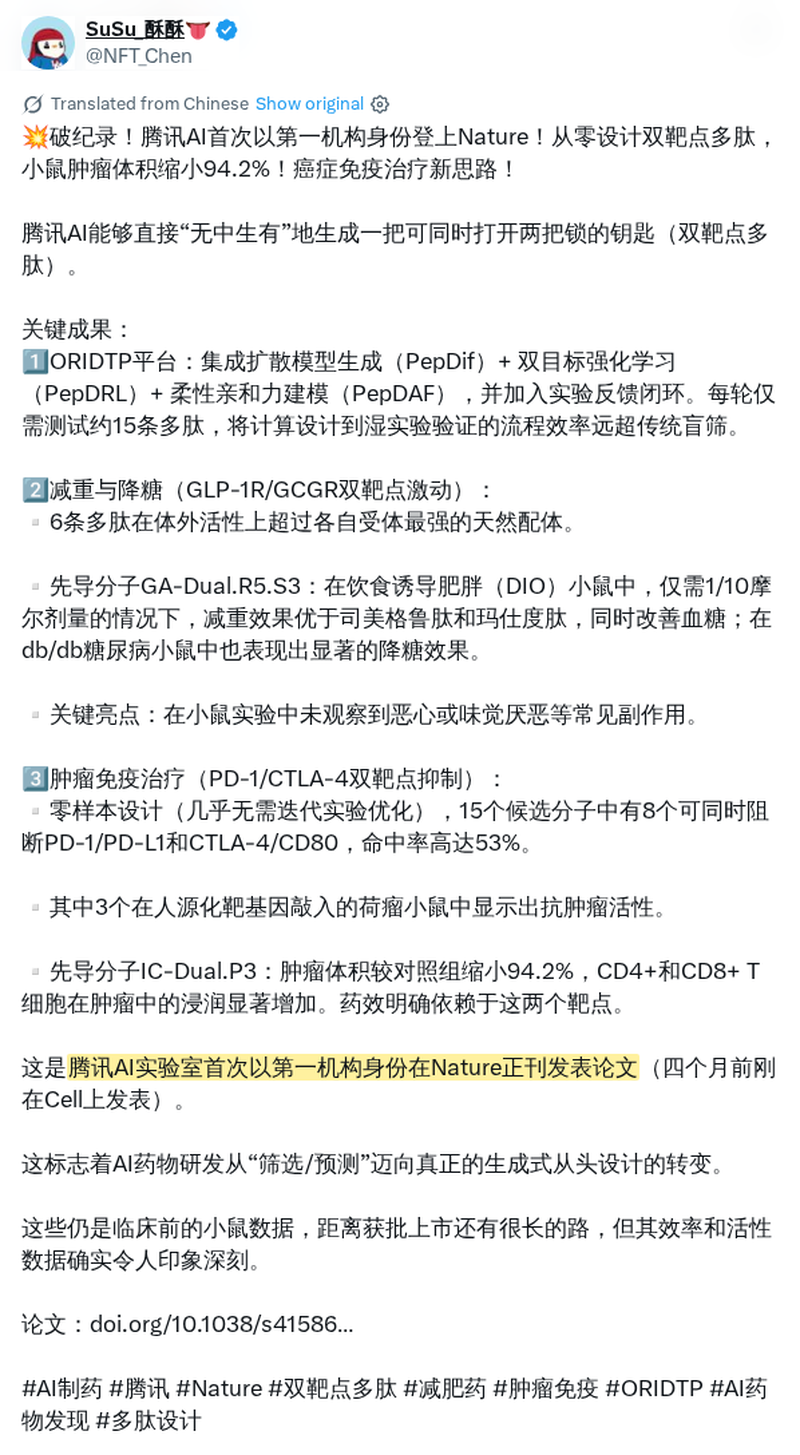 SuSu_酥酥👅
@NFT_Chen
Translated from Chinese Show original
💥破纪录！腾讯AI首次以第一机构身份登上Nature！从零设计双靶点多肽，
小鼠肿瘤体积缩小94.2%！癌症免疫治疗新思路！
腾讯AI能够直接“无中生有”地生成一把可同时打开两把锁的钥匙（双靶点多
肽）。
关键成果：
1️⃣ORIDTP平台：集成扩散模型生成（PepDif）+ 双目标强化学习
（PepDRL）+ 柔性亲和力建模（PepDAF），并加入实验反馈闭环。每轮仅
需测试约15条多肽，将计算设计到湿实验验证的流程效率远超传统盲筛。
2️⃣减重与降糖（GLP-1R/GCGR双靶点激动）：
▫️6条多肽在体外活性上超过各自受体最强的天然配体。
▫️先导分子GA-Dual.R5.S3：在饮食诱导肥胖（DIO）小鼠中，仅需1/10摩
尔剂量的情况下，减重效果优于司美格鲁肽和玛仕度肽，同时改善血糖；在
db/db糖尿病小鼠中也表现出显著的降糖效果。
▫️关键亮点：在小鼠实验中未观察到恶心或味觉厌恶等常见副作用。
3️⃣肿瘤免疫治疗（PD-1/CTLA-4双靶点抑制）：
▫️零样本设计（几乎无需迭代实验优化），15个候选分子中有8个可同时阻
断PD-1/PD-L1和CTLA-4/CD80，命中率高达53%。
▫️其中3个在人源化靶基因敲入的荷瘤小鼠中显示出抗肿瘤活性。
▫️先导分子IC-Dual.P3：肿瘤体积较对照组缩小94.2%，CD4+和CD8+ T
细胞在肿瘤中的浸润显著增加。药效明确依赖于这两个靶点。
这是腾讯AI实验室首次以第一机构身份在Nature正刊发表论文（四个月前刚
在Cell上发表）。
这标志着AI药物研发从“筛选/预测”迈向真正的生成式从头设计的转变。
这些仍是临床前的小鼠数据，距离获批上市还有很长的路，但其效率和活性
数据确实令人印象深刻。
论文：doi.org/10.1038/s41586...
#AI制药 #腾讯 #Nature #双靶点多肽 #减肥药 #肿瘤免疫 #ORIDTP #AI药
物发现 #多肽设计